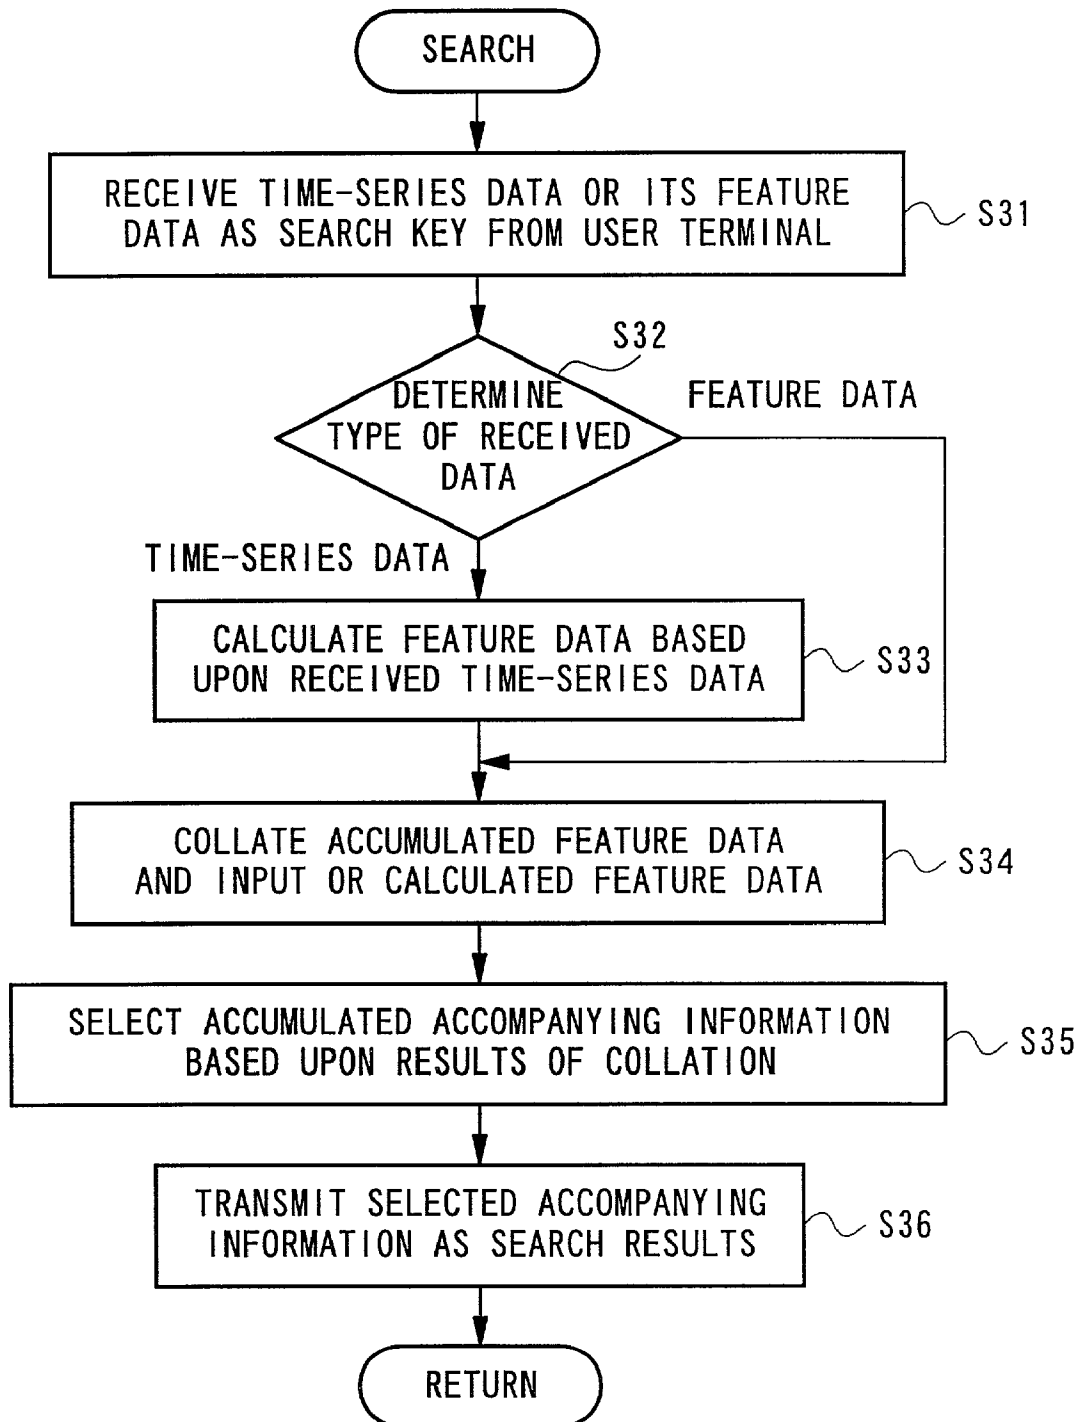 SEARCH
RECEIVE TIME-SERIES DATA OR ITS FEATURE
DATA AS SEARCH KEY FROM USER TERMINAL
S31
S32
DETERMINE
TYPE OF RECEIVED
DATA
FEATURE DATA
TIME-SERIES DATA
CALCULATE FEATURE DATA BASED
UPON RECEIVED TIME-SERIES DATA
S33
COLLATE ACCUMULATED FEATURE DATA
AND INPUT OR CALCULATED FEATURE DATA
S34
SELECT ACCUMULATED ACCOMPANYING INFORMATION
BASED UPON RESULTS OF COLLATION
S35
TRANSMIT SELECTED ACCOMPANYING
INFORMATION AS SEARCH RESULTS
S36
RETURN